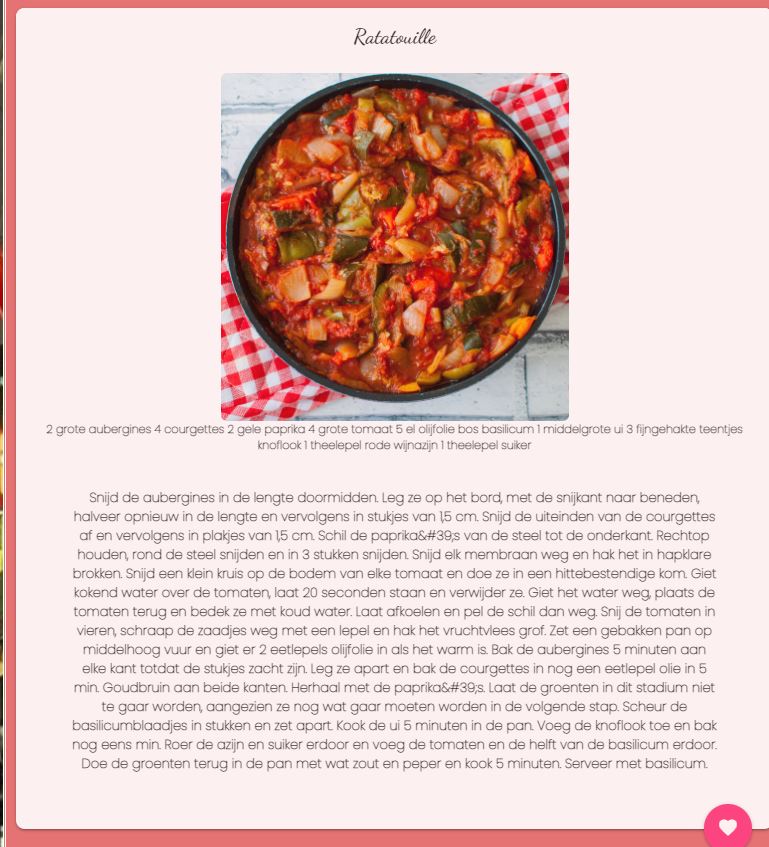 Ratatouille
2 grote aubergines 4 courgettes 2 gele paprika 4 grote tomaat 5 el olijfolie bos basilicum 1 middelgrote ui 3 fijngehakte teentjes
knoflook 1 theelepel rode wijnazijn 1 theelepel suiker
Snijd de aubergines in de lengte doormidden. Leg ze op het bord, met de snijkant naar beneden,
halveer opnieuw in de lengte en vervolgens in stukjes van 1,5 cm. Snijd de uiteinden van de courgettes
af en vervolgens in plakjes van 1,5 cm. Schil de paprika&#39;s van de steel tot de onderkant. Rechtop
houden, rond de steel snijden en in 3 stukken snijden. Snijd elk membraan weg en hak het in hapklare
brokken. Snijd een klein kruis op de bodem van elke tomaat en doe ze in een hittebestendige kom. Giet
kokend water over de tomaten, laat 20 seconden staan en verwijder ze. Giet het water weg, plaats de
tomaten terug en bedek ze met koud water. Laat afkoelen en pel de schil dan weg. Snij de tomaten in
vieren, schraap de zaadjes weg met een lepel en hak het vruchtvlees grof. Zet een gebakken pan op
middelhoog vuur en giet er 2 eetlepels olijfolie in als het warm is. Bak de aubergines 5 minuten aan
elke kant totdat de stukjes zacht zijn. Leg ze apart en bak de courgettes in nog een eetlepel olie in 5
min. Goudbruin aan beide kanten. Herhaal met de paprika&#39;s. Laat de groenten in dit stadium niet
te gaar worden, aangezien ze nog wat gaar moeten worden in de volgende stap. Scheur de
basilicumblaadjes in stukken en zet apart. Kook de ui 5 minuten in de pan. Voeg de knoflook toe en bak
nog eens min. Roer de azijn en suiker erdoor en voeg de tomaten en de helft van de basilicum erdoor.
Doe de groenten terug in de pan met wat zout en peper en kook 5 minuten. Serveer met basilicum.